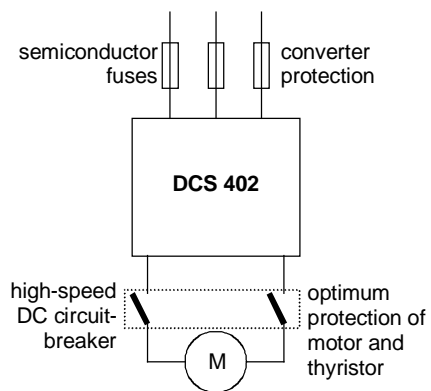 semiconductor
fuses
converter
protection
DCS 402
high-speed
DC circuit-
breaker
optimum
protection of
motor and
thyristor
M